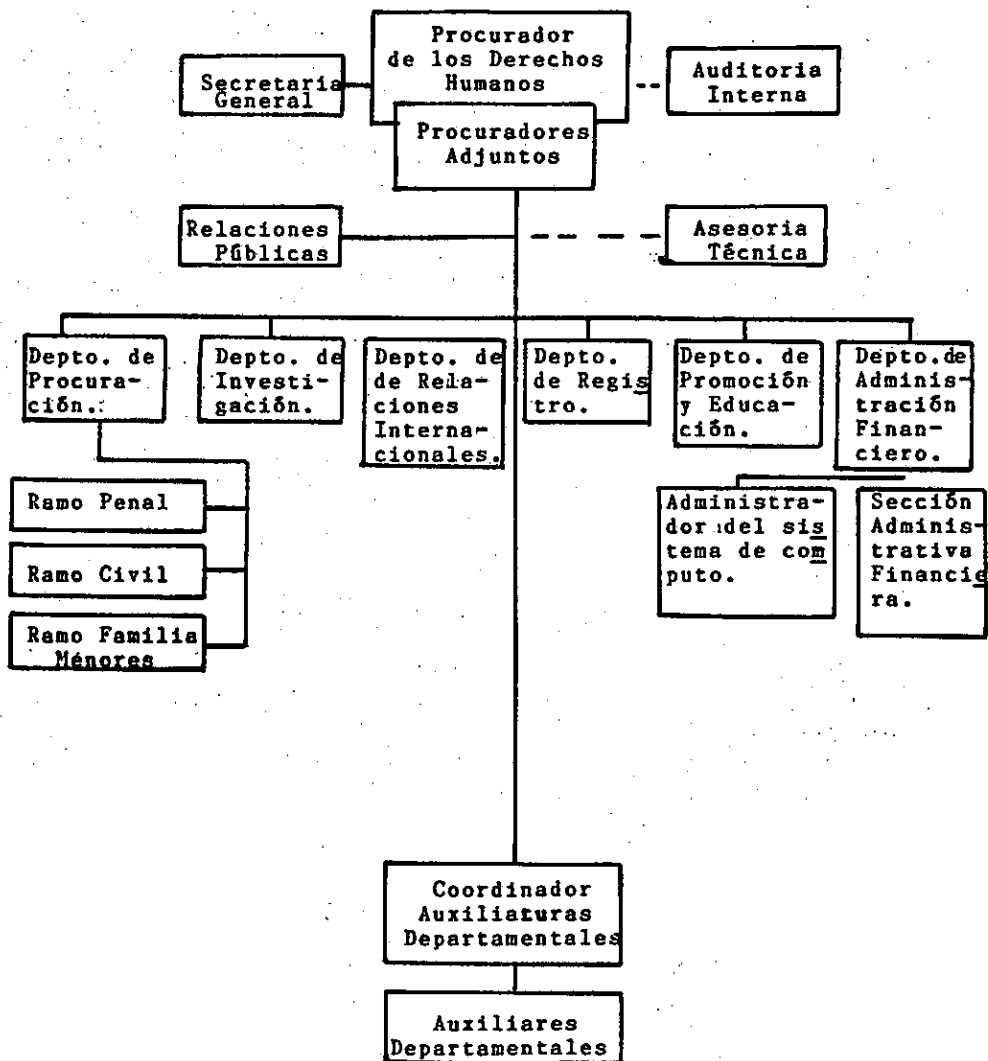 Procurador
de los Derechos
Humanos
Secretaria
General
Auditoria
Interna
Procuradores
Adjuntos
Relaciones
Públicas
Asesoria
Técnica
Depto. de
Procura-
ción.
Depto. de
Investi-
gación.
Depto. de
de Rela-
ciones
Interna-
cionales.
Depto.
de Regis
tro.
Depto. de
Promoción
y Educa-
ción.
Depto.de
Adminis-
tración
Finan-
ciero.
Ramo Penal
Ramo Civil
Ramo Familia
Ménores
Administra-
dor del sis
tema de com
puto.
Sección
Adminis-
trativa
Financie
ra.
Coordinador
Auxiliaturas
Departamentales
Auxiliares
Departamentales